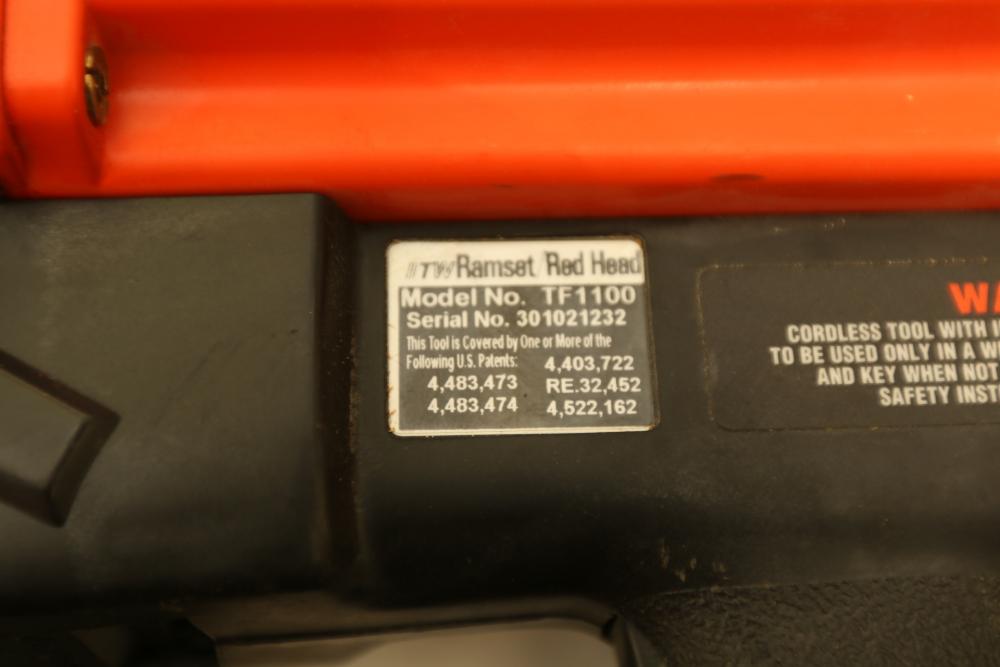 ITW Ramset / Red Head
Model No. TF1100
Serial No. 301021232
This Tool is Covered by One or More of the
Following U.S. Patents: 4,403,722
4,483,473 RE.32,452
4,483,474 4,522,162
CORDLESS TOOL WITH
TO BE USED ONLY IN A
AND KEY WHEN NOT
SAFETY